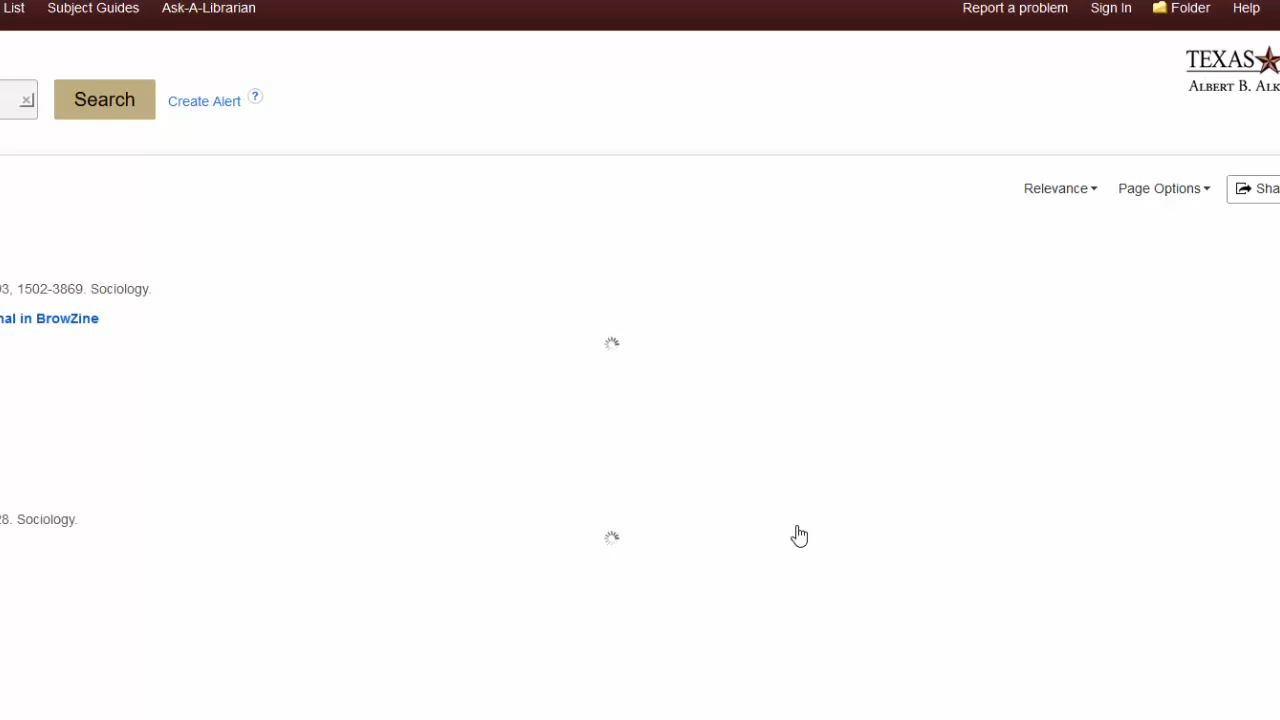 List Subject Guides Ask-A-Librarian Report a problem Sign In Folder Help
TEXAS
ALBERT B. ALK
Search Create Alert ?
Relevance Page Options Sha
03, 1502-3869. Sociology.
nal in BrowZine
28. Sociology.